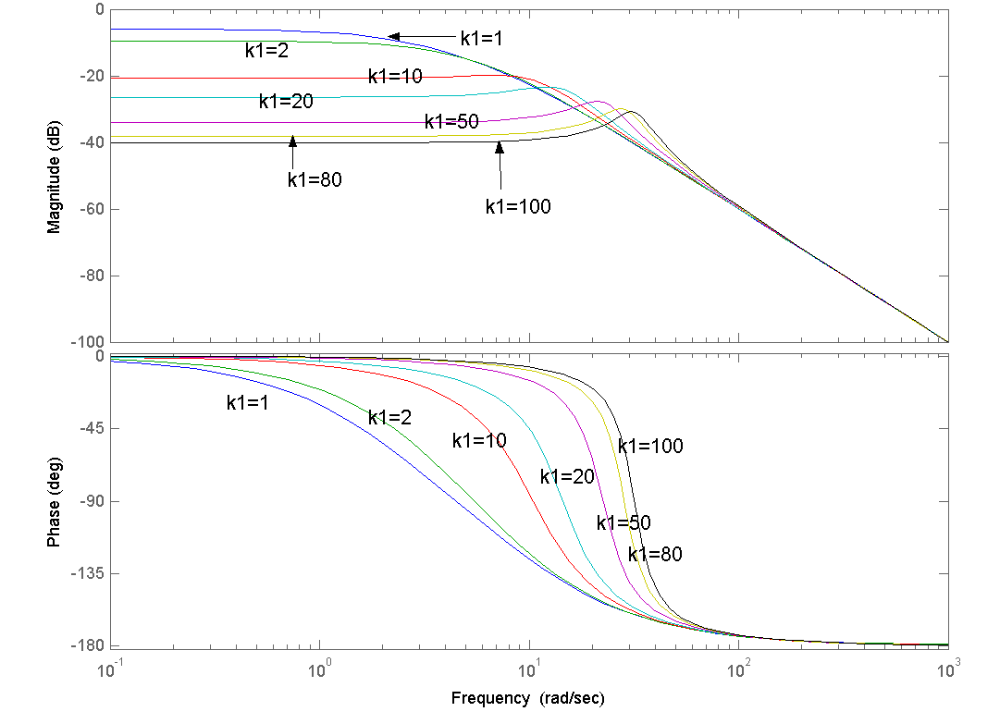 0
k1=1
k1=2
-20
k1=10
k1=20
k1=50
-40
k1=80
k1=100
-60
-80
-100
Magnitude (dB)
0
k1=1
k1=2
-45
k1=10
k1=100
k1=20
-90
k1=50
k1=80
-135
-180
Phase (deg)
10^-1
10^0
10^1
10^2
10^3
Frequency (rad/sec)